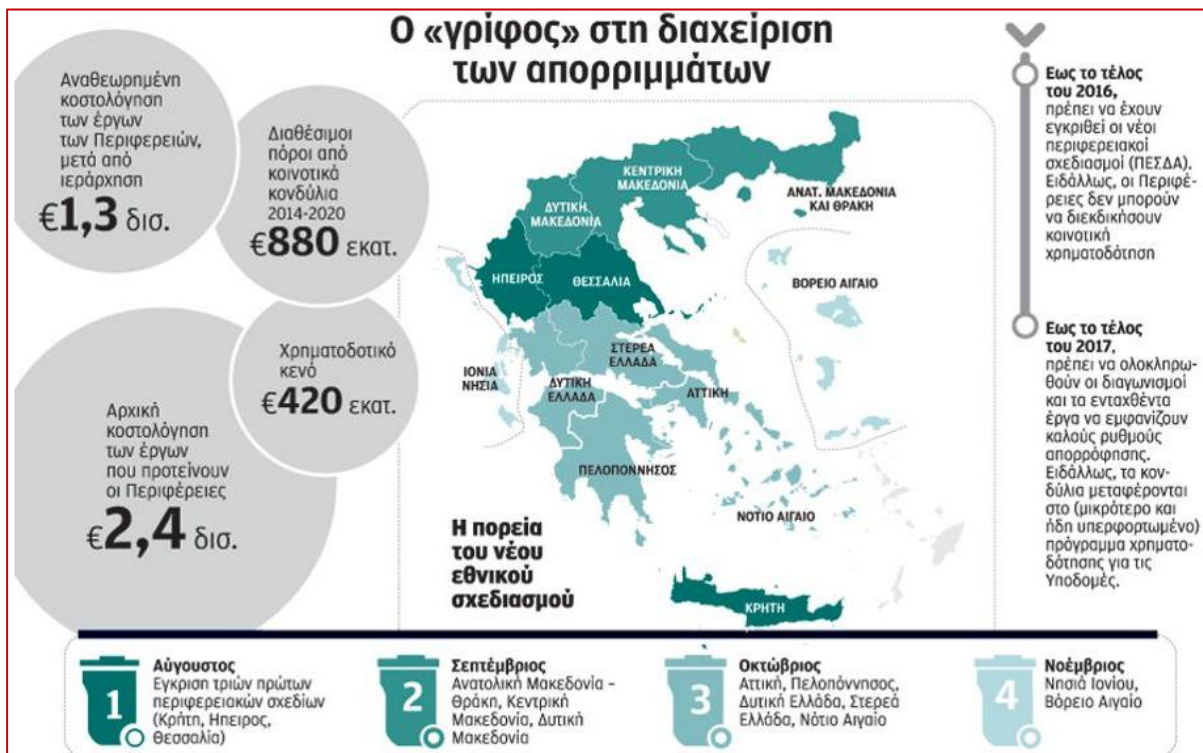 Ο «γρίφος» στη διαχείριση
των απορριμμάτων
Αναθεωρημένη
κοστολόγηση
των έργων
των Περιφερειών,
μετά από
ιεράρχηση
€1,3 δισ.
Διαθέσιμοι
πόροι από
κοινοτικά
κονδύλια
2014-2020
€880 εκατ.
Χρηματοδοτικό
κενό
€420 εκατ.
Αρχική
κοστολόγηση
των έργων
που προτείνουν
οι Περιφέρειες
€2,4 δισ.
ΚΕΝΤΡΙΚΗ
ΜΑΚΕΔΟΝΙΑ
ΑΝΑΤ. ΜΑΚΕΔΟΝΙΑ
ΚΑΙ ΘΡΑΚΗ
ΔΥΤΙΚΗ
ΜΑΚΕΔΟΝΙΑ
ΗΠΕΙΡΟΣ
ΘΕΣΣΑΛΙΑ
ΒΟΡΕΙΟ ΑΙΓΑΙΟ
ΙΟΝΙΑ
ΝΗΣΙΑ
ΣΤΕΡΕΑ
ΕΛΛΑΔΑ
ΔΥΤΙΚΗ
ΕΛΛΑΔΑ
ΑΤΤΙΚΗ
ΠΕΛΟΠΟΝΝΗΣΟΣ
ΝΟΤΙΟ ΑΙΓΑΙΟ
ΚΡΗΤΗ
Η πορεία
του νέου
εθνικού
σχεδιασμού
Εως το τέλος
του 2016,
πρέπει να έχουν
εγκριθεί οι νέοι
περιφερειακοί
σχεδιασμοί (ΠΕΣΔΑ).
Ειδάλλως, οι Περιφέ-
ρειες δεν μπορούν
να διεκδικήσουν
κοινοτική
χρηματοδότηση
Εως το τέλος
του 2017,
πρέπει να ολοκληρω-
θούν οι διαγωνισμοί
και τα ενταχθέντα
έργα να εμφανίζουν
καλούς ρυθμούς
απορρόφησης.
Ειδάλλως, τα κον-
δύλια μεταφέρονται
στο (μικρότερο και
ήδη υπερφορτωμένο)
πρόγραμμα χρηματο-
δότησης για τις
Υποδομές.
1
Αύγουστος
Εγκριση τριών πρώτων
περιφερειακών σχεδίων
(Κρήτη, Ηπειρος,
Θεσσαλία)
2
Σεπτέμβριος
Ανατολική Μακεδονία -
Θράκη, Κεντρική
Μακεδονία, Δυτική
Μακεδονία
3
Οκτώβριος
Αττική, Πελοπόννησος,
Δυτική Ελλάδα, Στερεά
Ελλάδα, Νότιο Αιγαίο
4
Νοέμβριος
Νησιά Ιονίου,
Βόρειο Αιγαίο